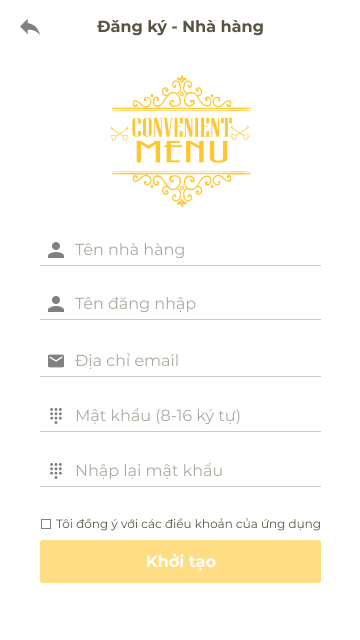 Đăng ký - Nhà hàng
CONVENIENT
MENU
Tên nhà hàng
Tên đăng nhập
Địa chỉ email
Mật khẩu (8-16 ký tự)
Nhập lại mật khẩu
Tôi đồng ý với các điều khoản của ứng dụng
Khởi tạo